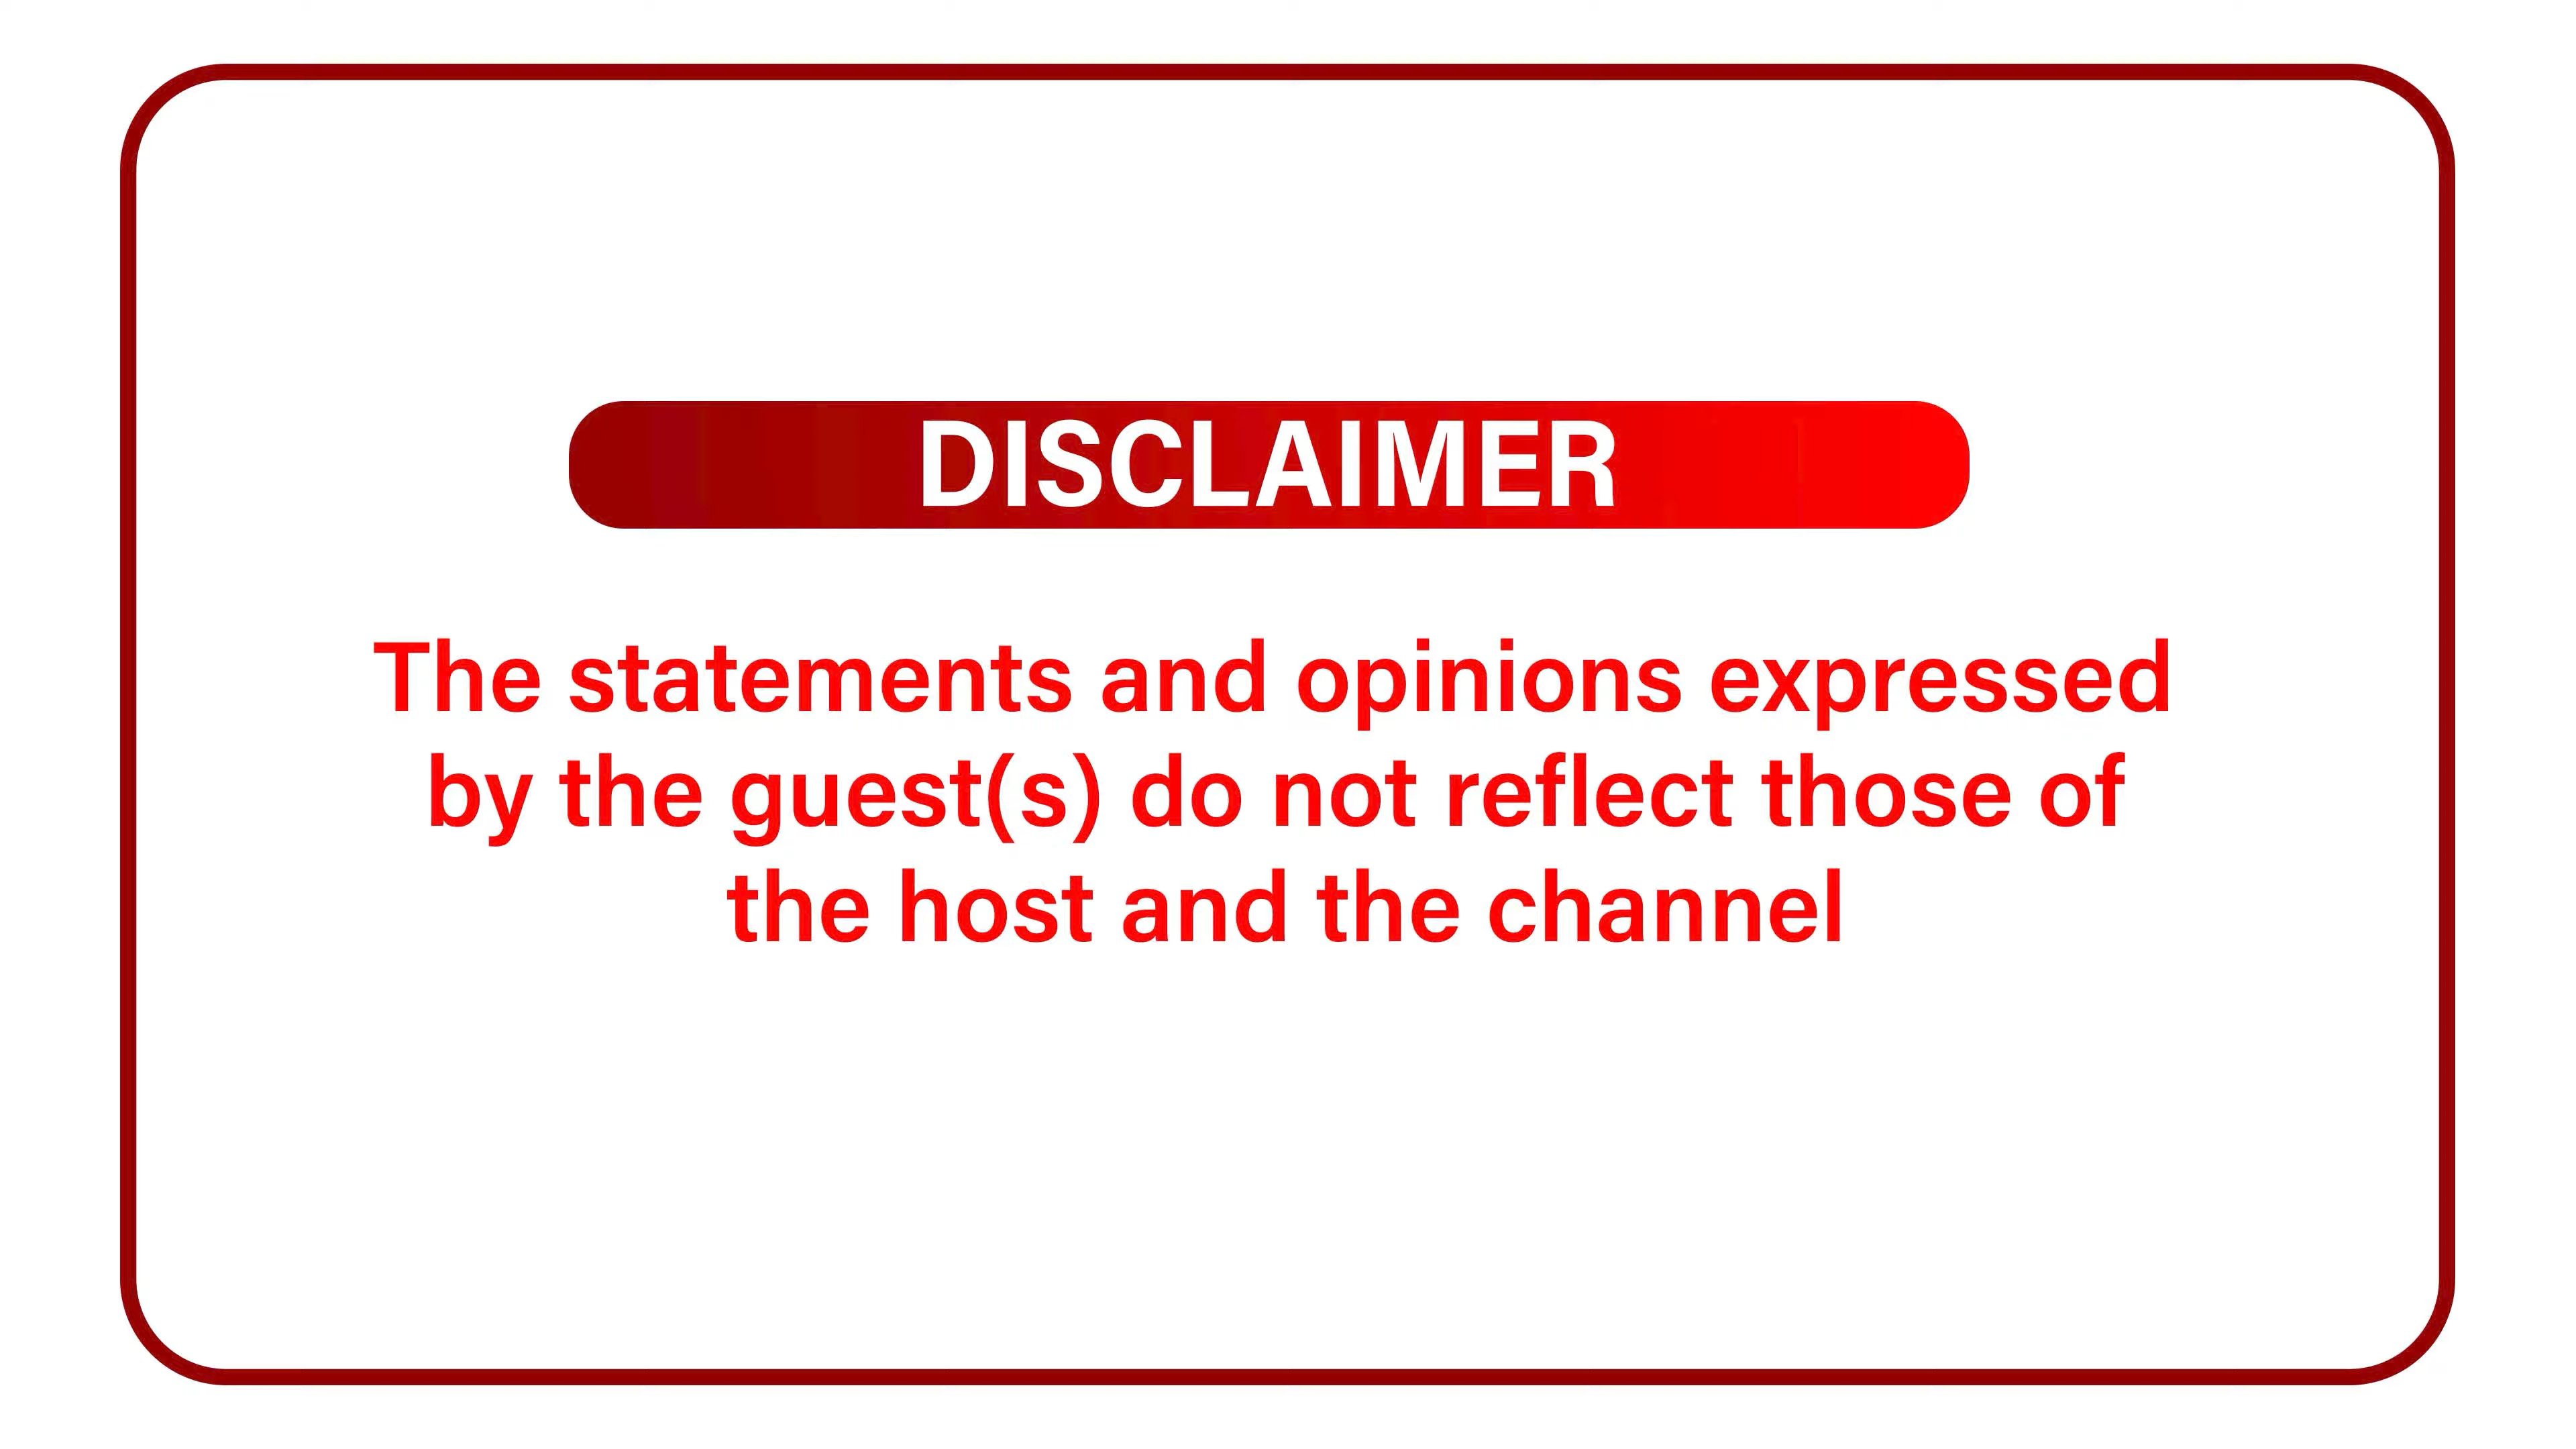 DISCLAIMER
The statements and opinions expressed
by the guest(s) do not reflect those of
the host and the channel